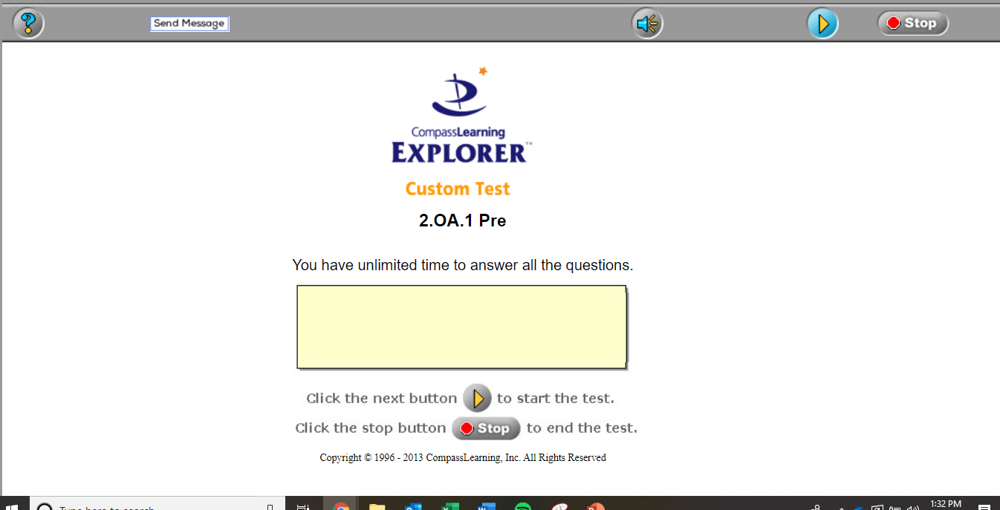 Send Message
Stop
CompassLearning
EXPLORER™
Custom Test
2.OA.1 Pre
You have unlimited time to answer all the questions.
Click the next button to start the test.
Click the stop button Stop to end the test.
Copyright © 1996 - 2013 CompassLearning, Inc. All Rights Reserved
Type here to search
1:32 PM